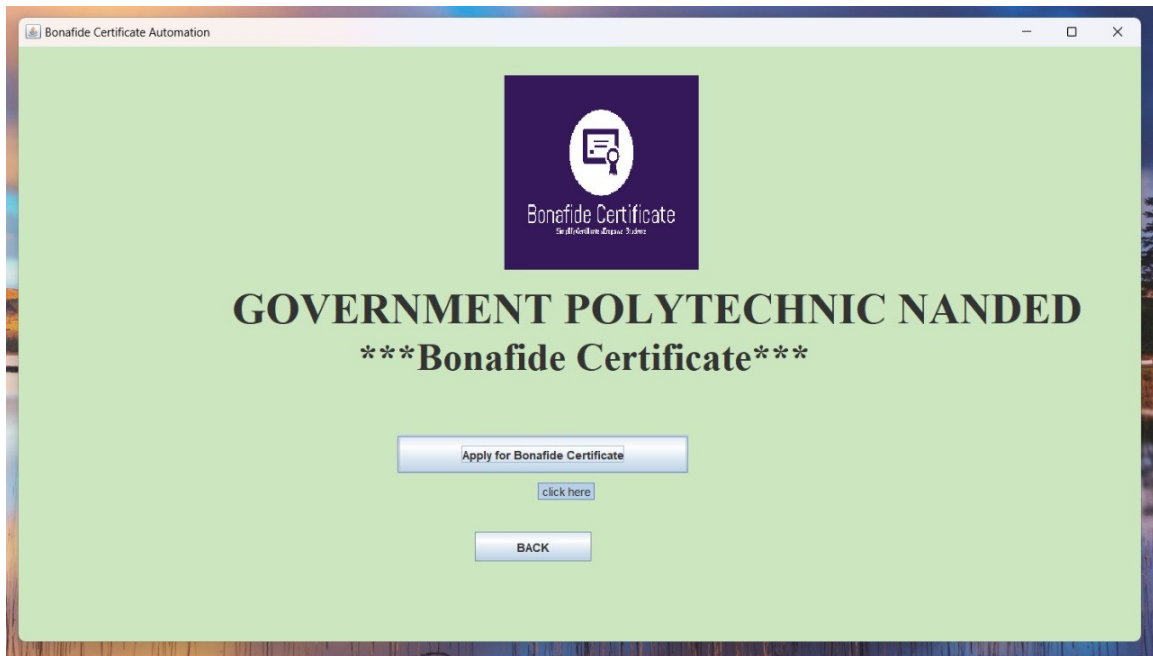 Bonafide Certificate Automation
Bonafide Certificate
GOVERNMENT POLYTECHNIC NANDED
***Bonafide Certificate***
Apply for Bonafide Certificate
click here
BACK